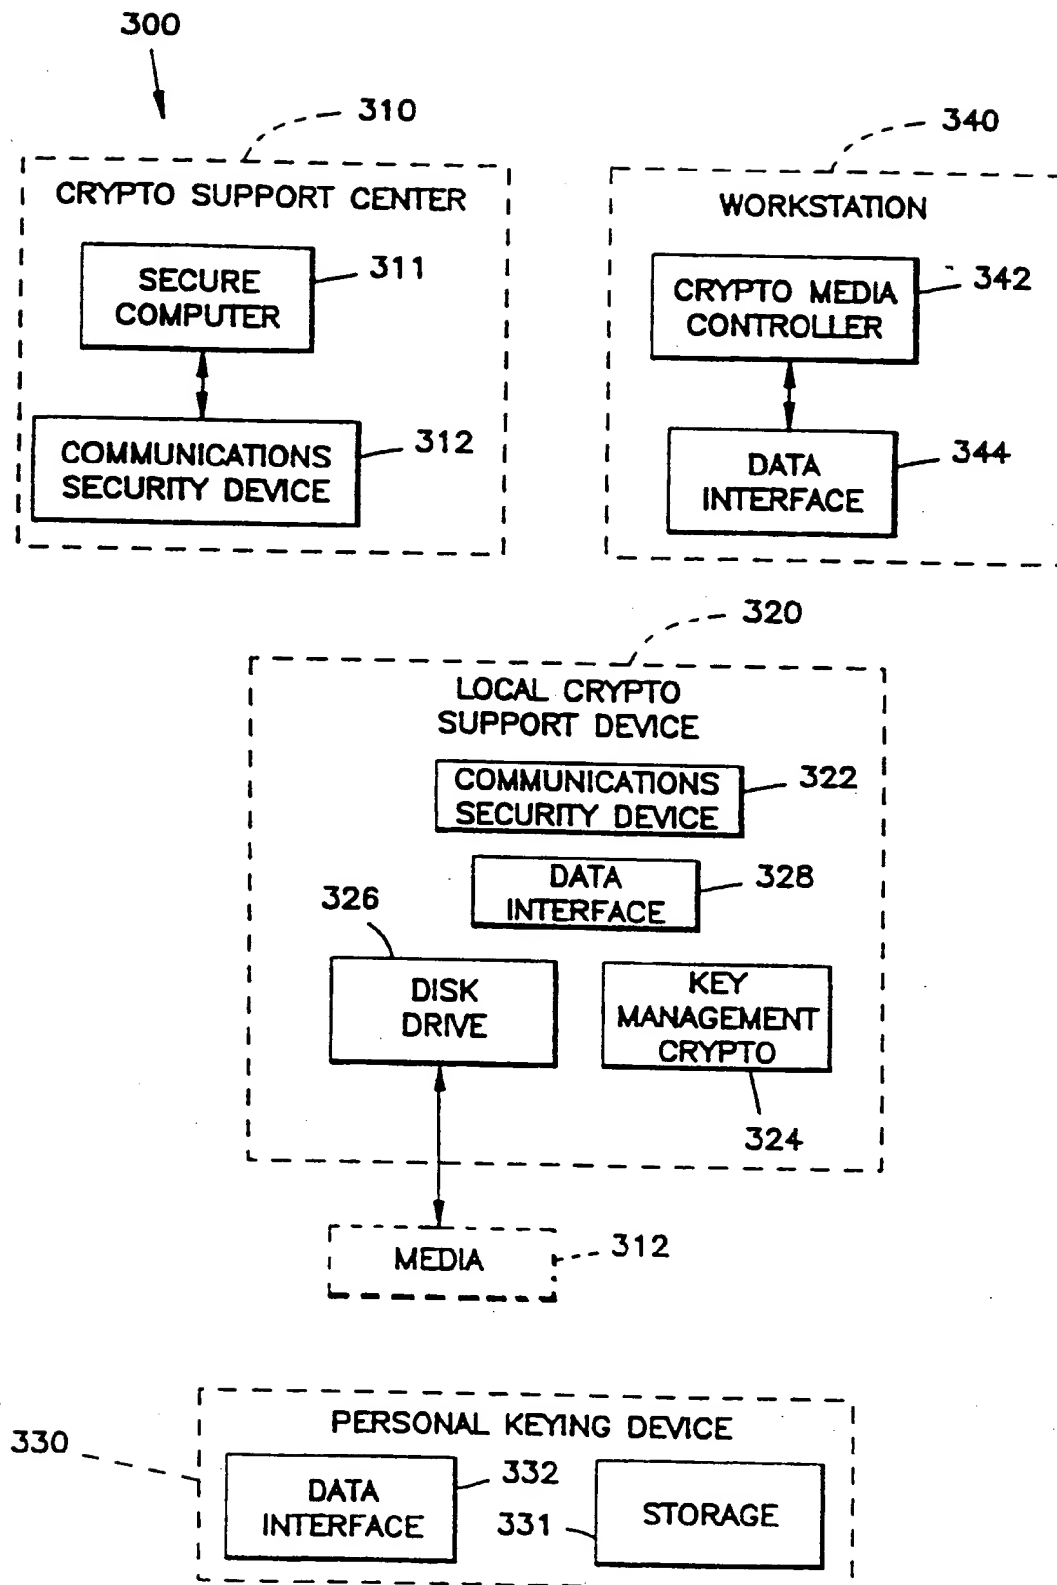 300
310
340
CRYPTO SUPPORT CENTER
WORKSTATION
SECURE
COMPUTER
311
CRYPTO MEDIA
CONTROLLER
342
COMMUNICATIONS
SECURITY DEVICE
312
DATA
INTERFACE
344
320
LOCAL CRYPTO
SUPPORT DEVICE
COMMUNICATIONS
SECURITY DEVICE
322
DATA
INTERFACE
328
326
DISK
DRIVE
KEY
MANAGEMENT
CRYPTO
324
MEDIA
312
PERSONAL KEYING DEVICE
330
DATA
INTERFACE
332
331
STORAGE